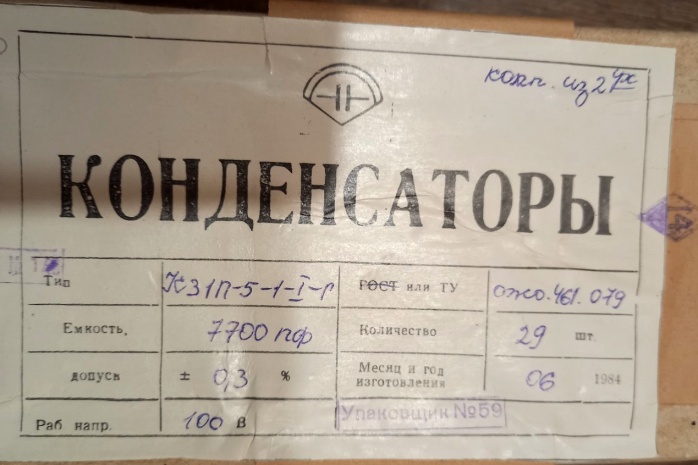 комп. из 2ух
КОНДЕНСАТОРЫ
Тип К31П-5-1-I-Г ГОСТ или ТУ ОЖО.461.079
Емкость, 7700 пф Количество 29 шт.
допуск ± 0,3 % Месяц и год изготовления 06 1984
Раб напр. 100 В Упаковщик №59